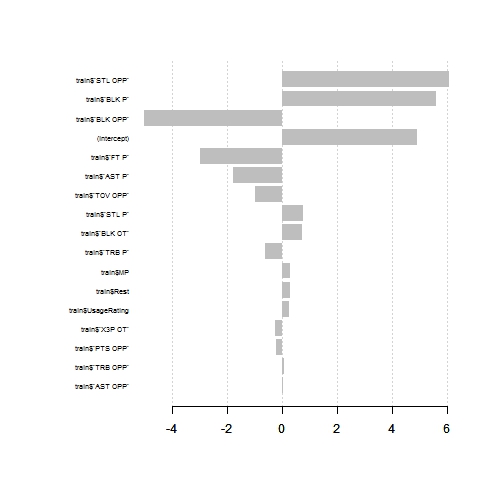 train$`STL OPP`
train$`BLK P`
train$`BLK OPP`
(Intercept)
train$`FT P`
train$`AST P`
train$`TOV OPP`
train$`STL P`
train$`BLK OT`
train$`TRB P`
train$MP
train$Rest
train$UsageRating
train$`X3P OT`
train$`PTS OPP`
train$`TRB OPP`
train$`AST OPP`
-4 -2 0 2 4 6